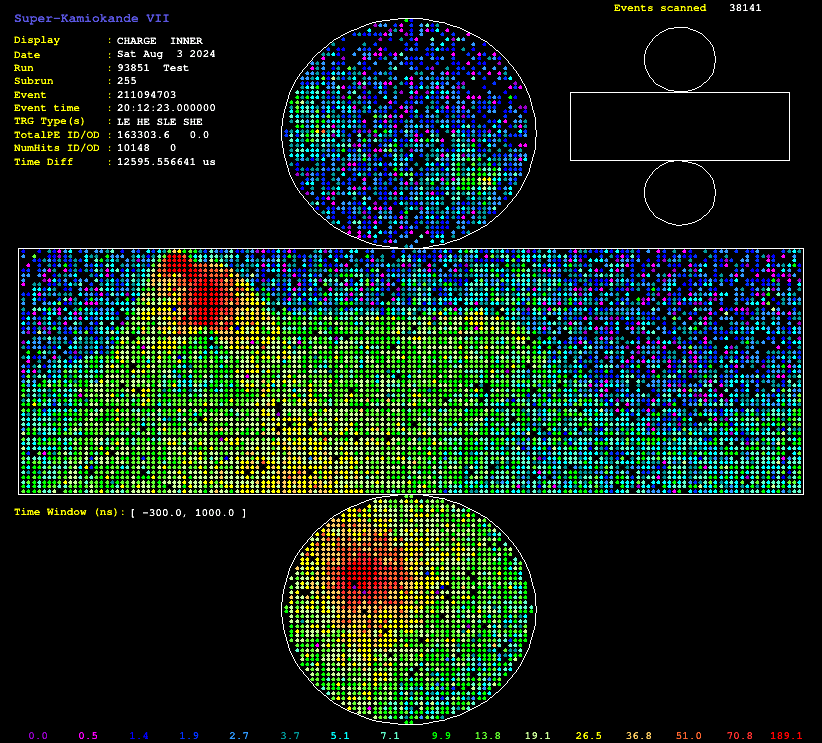 Super-Kamiokande VII
Events scanned 38141
Display : CHARGE INNER
Date : Sat Aug 3 2024
Run : 93851 Test
Subrun : 255
Event : 211094703
Event time : 20:12:23.000000
TRG Type(s) : LE HE SLE SHE
TotalPE ID/OD : 163303.6 0.0
NumHits ID/OD : 10148 0
Time Diff : 12595.556641 us
Time Window (ns): [ -300.0, 1000.0 ]
0.0 0.5 1.4 1.9 2.7 3.7 5.1 7.1 9.9 13.8 19.1 26.5 36.8 51.0 70.8 189.1